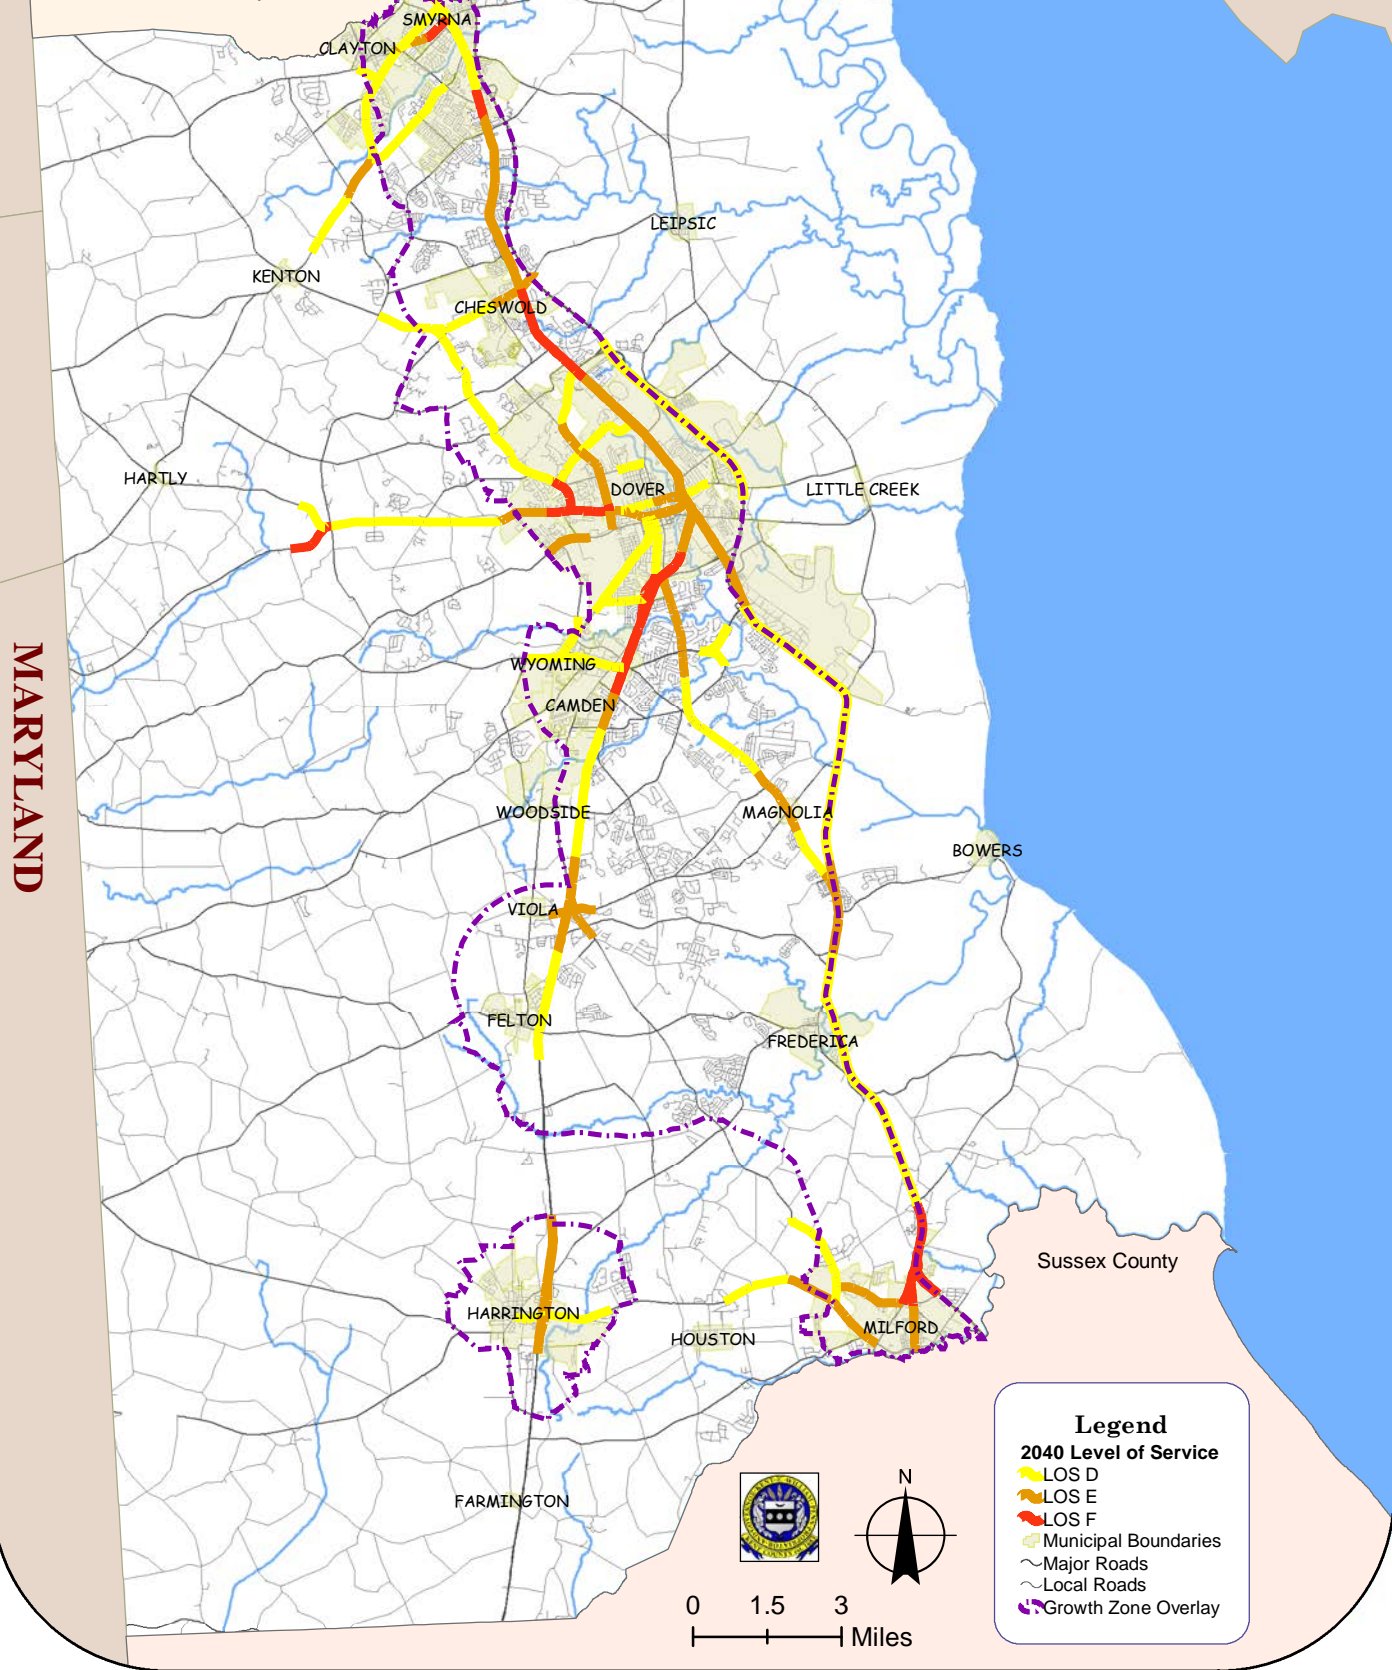 SMYRNA
CLAYTON
LEIPSIC
KENTON
CHESWOLD
HARTLY
DOVER
LITTLE CREEK
MARYLAND
WYOMING
CAMDEN
WOODSIDE
MAGNOLIA
BOWERS
VIOLA
FELTON
FREDERICA
Sussex County
HARRINGTON
MILFORD
HOUSTON
FARMINGTON
Legend
2040 Level of Service
LOS D
LOS E
LOS F
Municipal Boundaries
Major Roads
Local Roads
Growth Zone Overlay
N
0 1.5 3
Miles